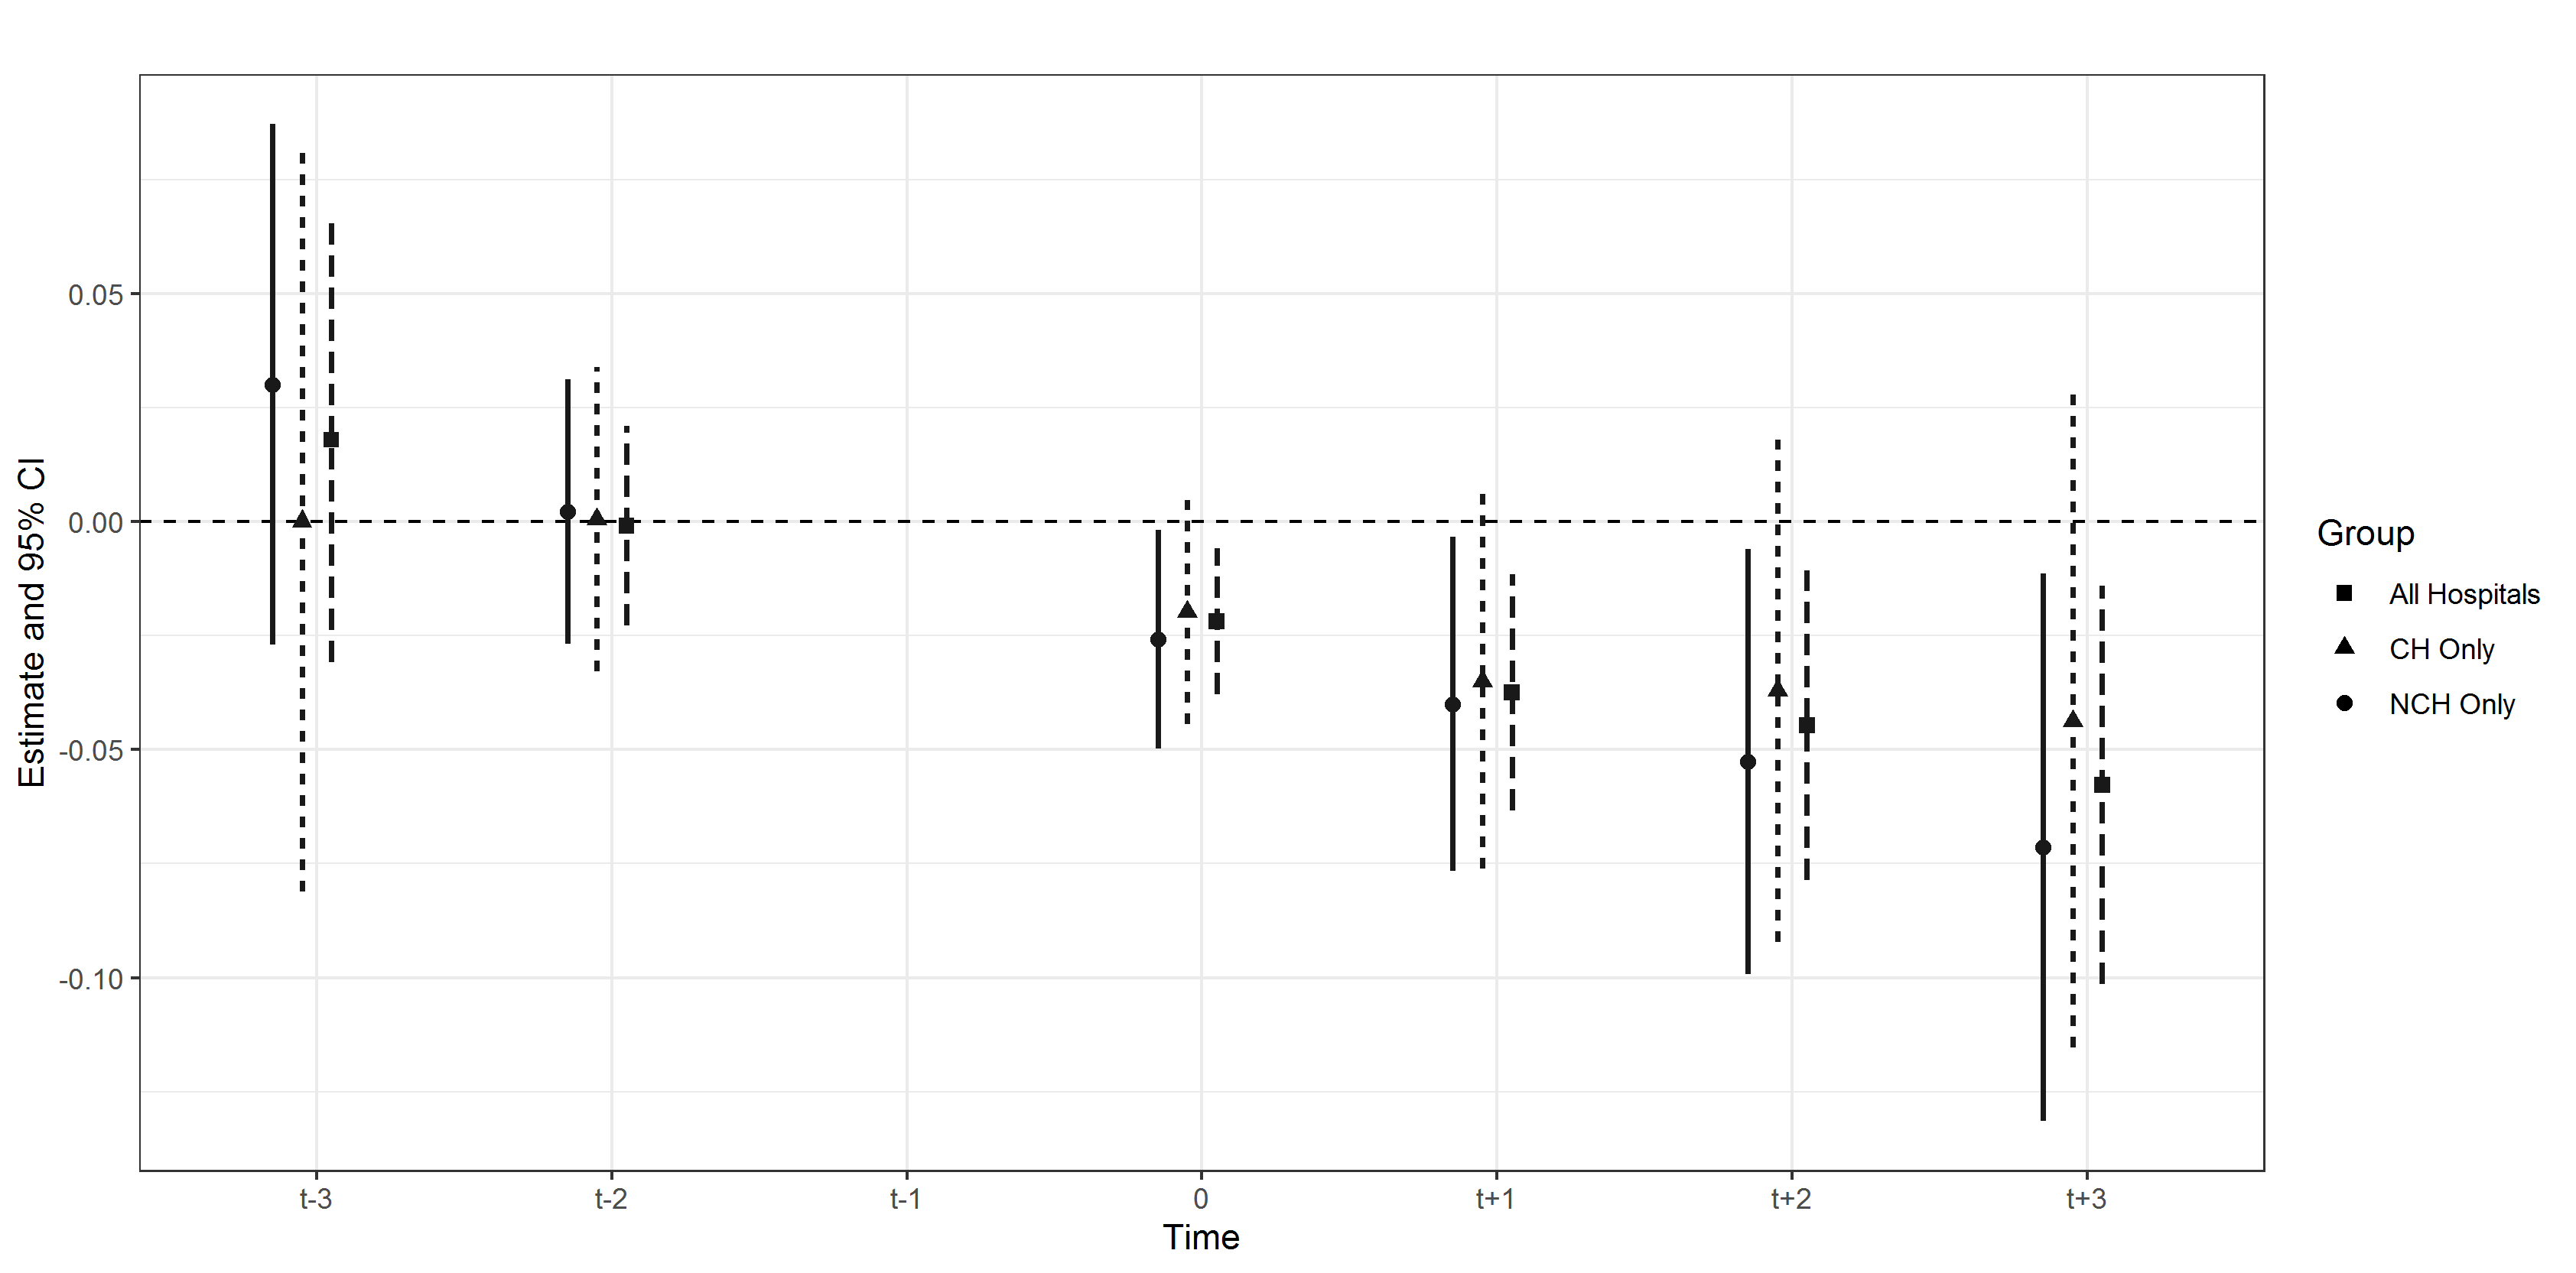 Estimate and 95% CI
0.05
0.00
-0.05
-0.10
t-3
t-2
t-1
0
t+1
t+2
t+3
Time
Group
All Hospitals
CH Only
NCH Only